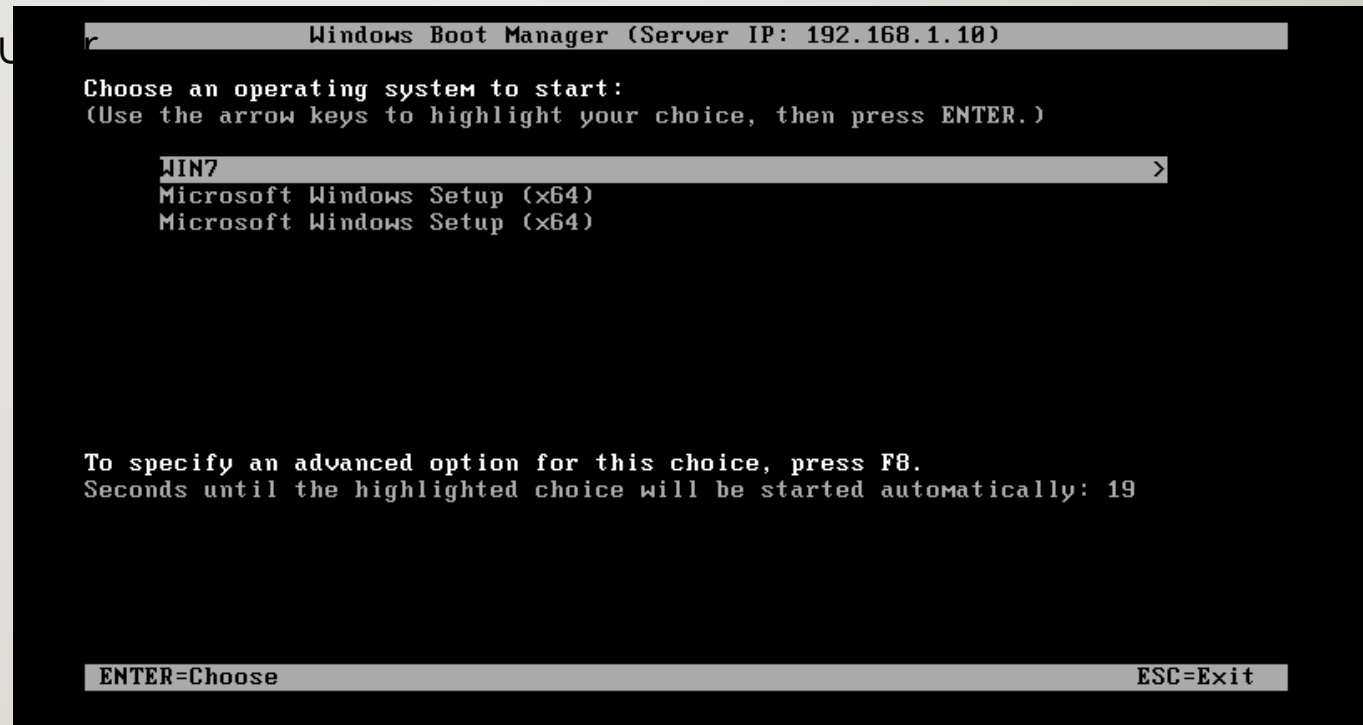 Windows Boot Manager (Server IP: 192.168.1.10)
Choose an operating system to start:
(Use the arrow keys to highlight your choice, then press ENTER.)
WIN7 >
Microsoft Windows Setup (x64)
Microsoft Windows Setup (x64)
To specify an advanced option for this choice, press F8.
Seconds until the highlighted choice will be started automatically: 19
ENTER=Choose ESC=Exit